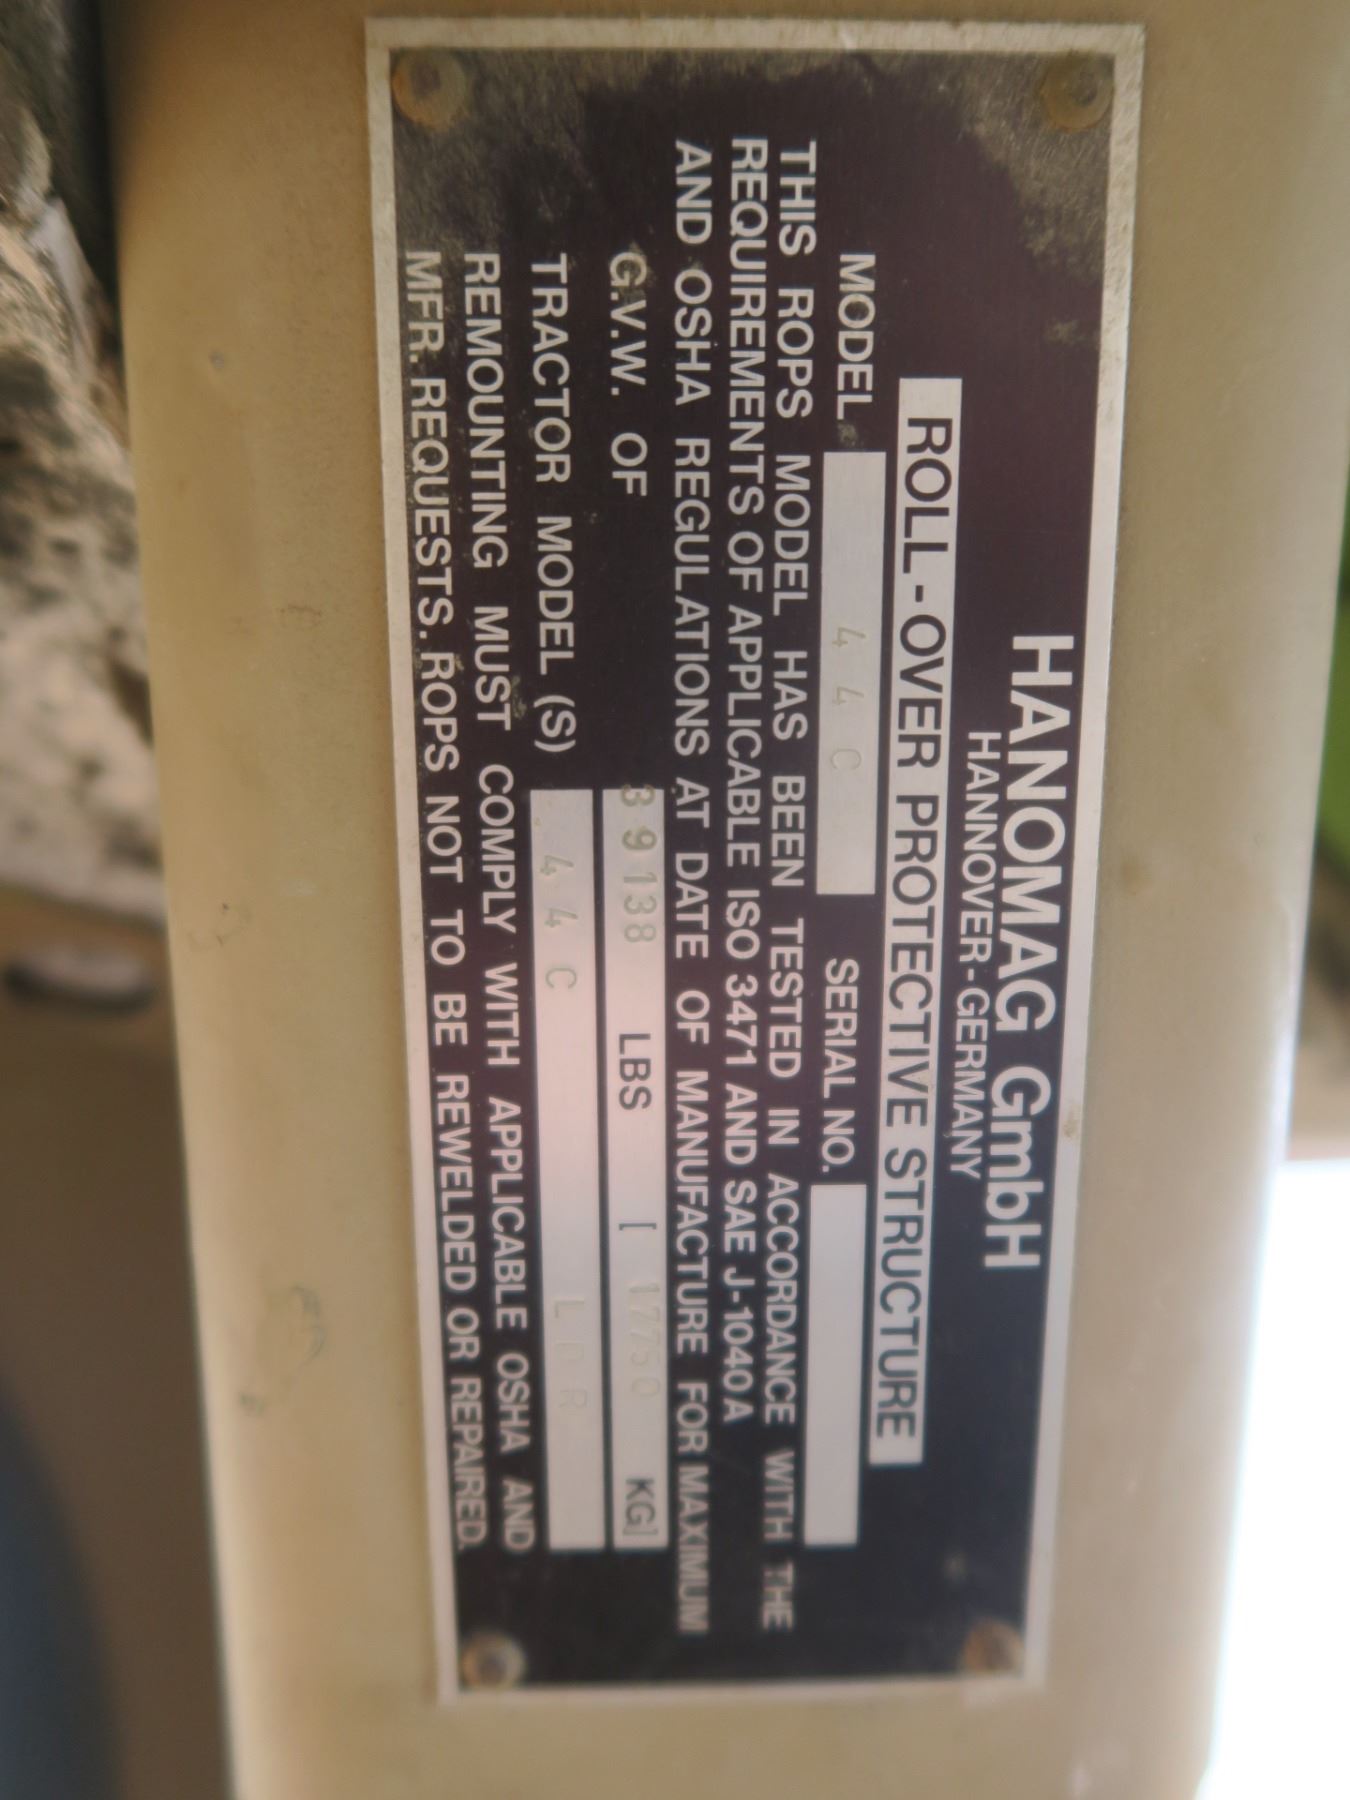 HANOMAG GmbH
HANNOVER-GERMANY
ROLL-OVER PROTECTIVE STRUCTURE
MODEL 44C SERIAL NO.
THIS ROPS MODEL HAS BEEN TESTED IN ACCORDANCE WITH THE
REQUIREMENTS OF APPLICABLE ISO 3471 AND SAE J-1040A
AND OSHA REGULATIONS AT DATE OF MANUFACTURE FOR MAXIMUM
G.V.W. OF 39138 LBS [ 17750 KG]
TRACTOR MODEL (S) 44C LDR
REMOUNTING MUST COMPLY WITH APPLICABLE OSHA AND
MFR. REQUESTS. ROPS NOT TO BE REWELDED OR REPAIRED.